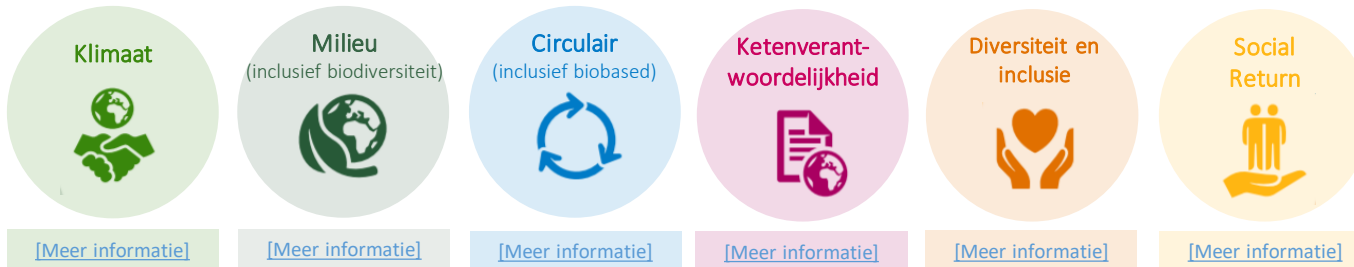 Klimaat
Milieu
(inclusief biodiversiteit)
Circulair
(inclusief biobased)
Ketenverant-
woordelijkheid
Diversiteit en
inclusie
Social
Return
[Meer informatie]
[Meer informatie]
[Meer informatie]
[Meer informatie]
[Meer informatie]
[Meer informatie]